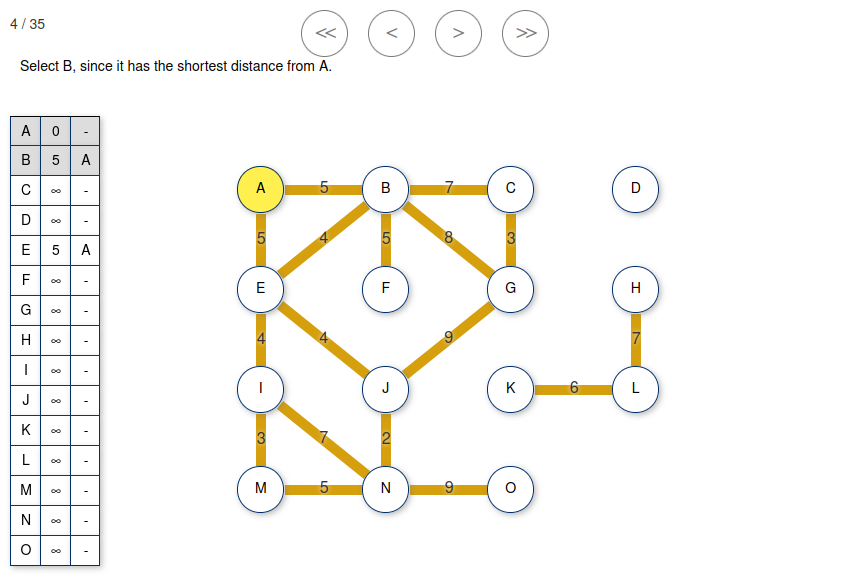 4 / 35
<< < > >>
Select B, since it has the shortest distance from A.
A 0 -
B 5 A
C ∞ -
D ∞ -
E 5 A
F ∞ -
G ∞ -
H ∞ -
I ∞ -
J ∞ -
K ∞ -
L ∞ -
M ∞ -
N ∞ -
O ∞ -
A 5 B 7 C D
5 4 5 8 3
E F G H
4 4 9 7
I J K 6 L
3 7 2
M 5 N 9 O